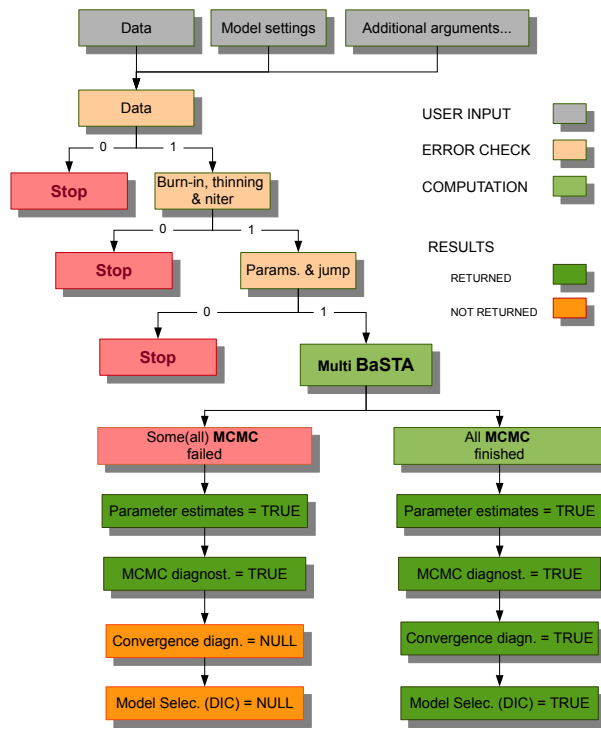 Data
Model settings
Additional arguments...
Data
USER INPUT
ERROR CHECK
COMPUTATION
0
1
Stop
Burn-in, thinning
& niter
0
1
Stop
Params. & jump
RESULTS
RETURNED
NOT RETURNED
0
1
Stop
Multi BaSTA
Some(all) MCMC
failed
All MCMC
finished
Parameter estimates = TRUE
Parameter estimates = TRUE
MCMC diagnost. = TRUE
MCMC diagnost. = TRUE
Convergence diagn. = NULL
Convergence diagn. = TRUE
Model Selec. (DIC) = NULL
Model Selec. (DIC) = TRUE